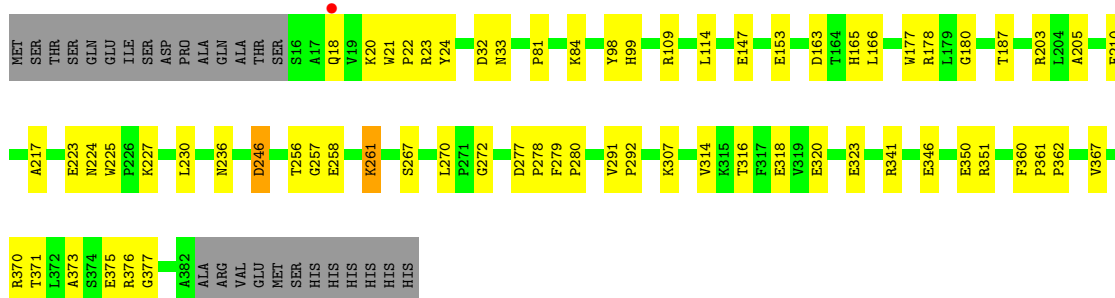 MET SER THR SER GLN GLU ILE SER ASP PRO ALA GLN ALA ALA THR SER S16 A17 Q18 V19 K20 W21 P22 R23 Y24 D32 N33 P81 K84 Y98 H99 R109 L114 E147 E153 D163 T164 H165 L166 W177 R178 L179 G180 T187 R203 L204 A205
A217 E223 N224 W225 P226 K227 L230 N236 D246 T256 G257 E258 K261 S267 L270 P271 G272 D277 P278 F279 P280 V291 P292 K307 V314 K315 T316 F317 E318 V319 E320 E323 R341 E346 E350 R351 F360 P361 P362 V367
R370 T371 L372 A373 S374 E375 R376 G377 A382 ALA ARG VAL GLU MET SER HIS HIS HIS HIS HIS HIS